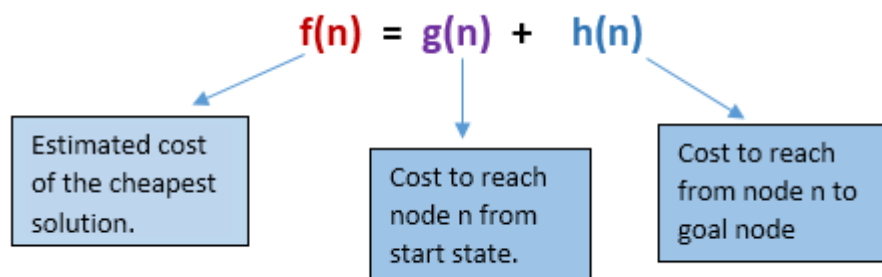 f(n) = g(n) + h(n)
Estimated cost
of the cheapest
solution.
Cost to reach
node n from
start state.
Cost to reach
from node n to
goal node